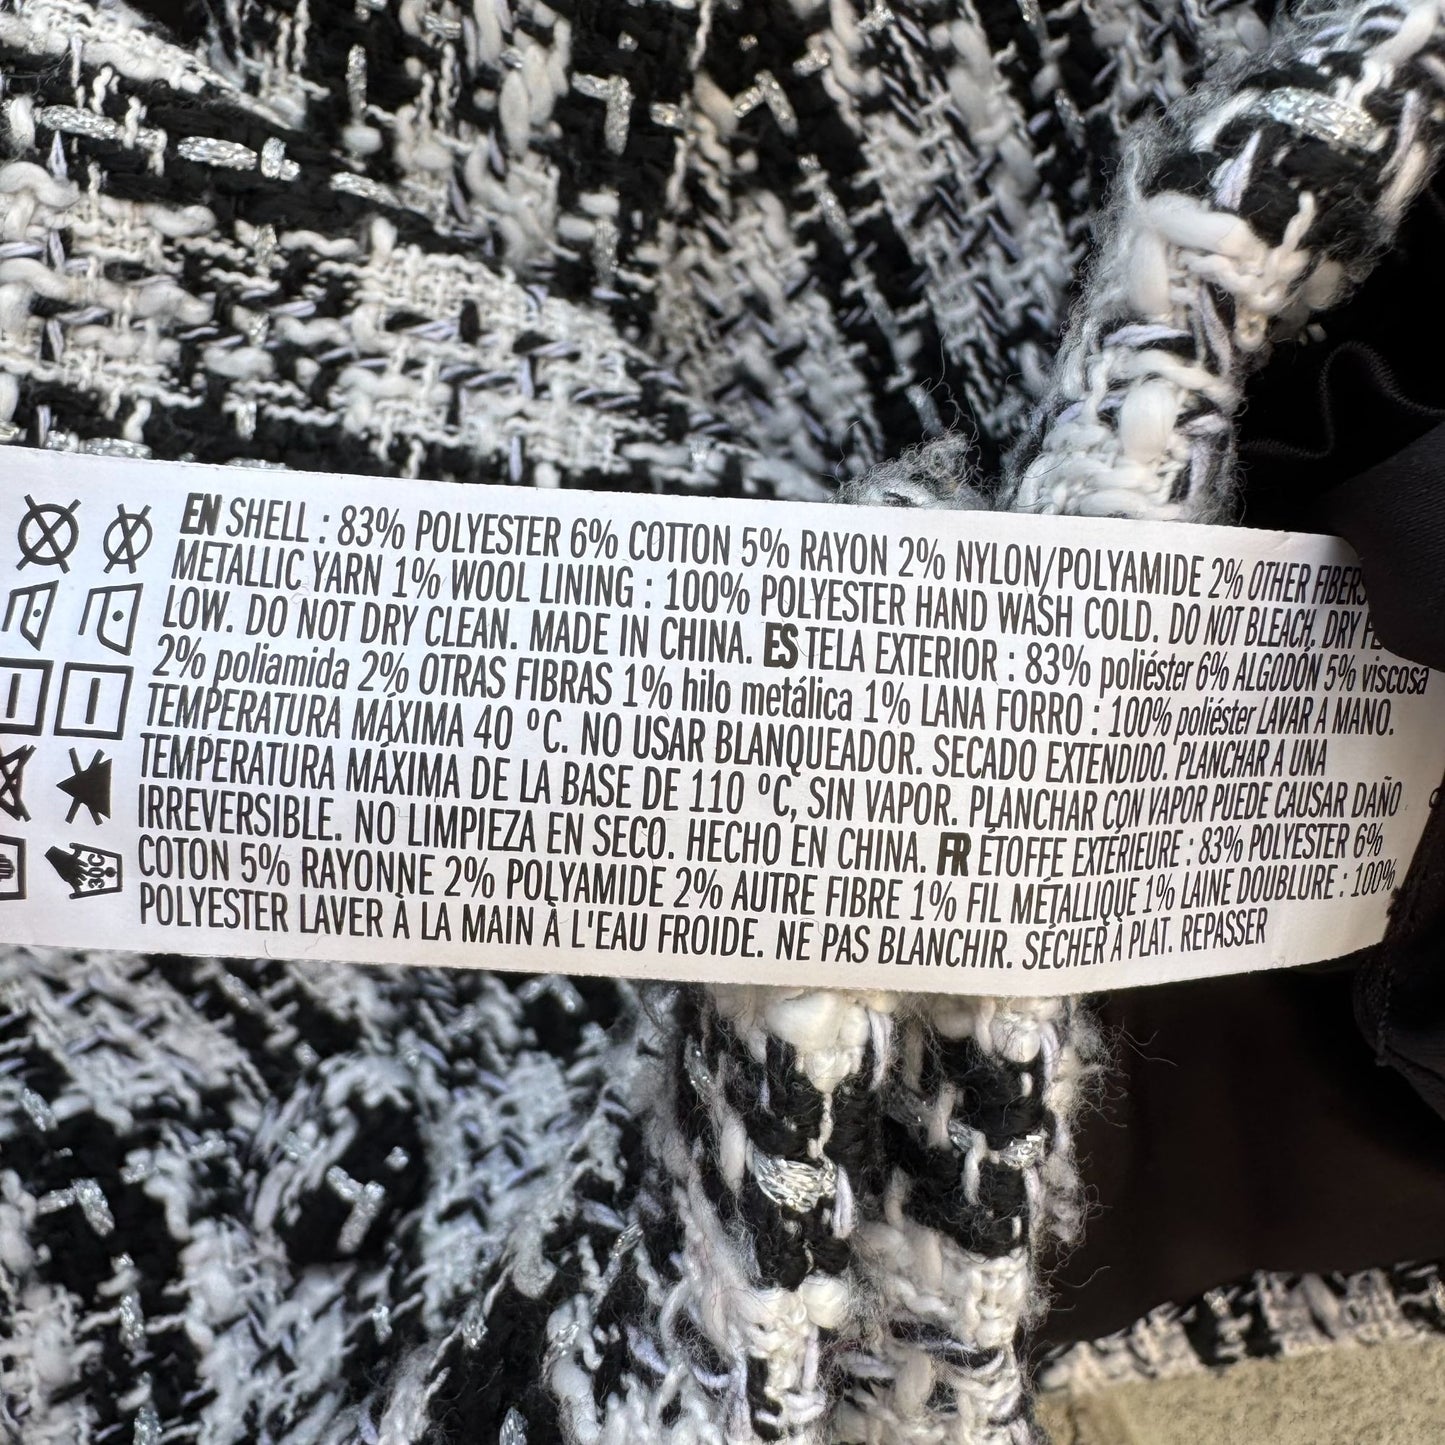 EN SHELL : 83% POLYESTER 6% COTTON 5% RAYON 2% NYLON/POLYAMIDE 2% OTHER FIBERS
METALLIC YARN 1% WOOL LINING : 100% POLYESTER HAND WASH COLD. DO NOT BLEACH, DRY
LOW. DO NOT DRY CLEAN. MADE IN CHINA. ES TELA EXTERIOR : 83% poliéster 6% ALGODÓN 5% viscosa
2% poliamida 2% OTRAS FIBRAS 1% hilo metálica 1% LANA FORRO : 100% poliéster LAVAR A MANO.
TEMPERATURA MÁXIMA 40 ºC. NO USAR BLANQUEADOR. SECADO EXTENDIDO. PLANCHAR A UNA
TEMPERATURA MÁXIMA DE LA BASE DE 110 ºC, SIN VAPOR. PLANCHAR CON VAPOR PUEDE CAUSAR DAÑO
IRREVERSIBLE. NO LIMPIEZA EN SECO. HECHO EN CHINA. FR ÉTOFFE EXTÉRIEURE : 83% POLYESTER 6%
COTON 5% RAYONNE 2% POLYAMIDE 2% AUTRE FIBRE 1% FIL MÉTALLIQUE 1% LAINE DOUBLURE : 100%
POLYESTER LAVER À LA MAIN À L'EAU FROIDE. NE PAS BLANCHIR. SÉCHER À PLAT. REPASSER
30C